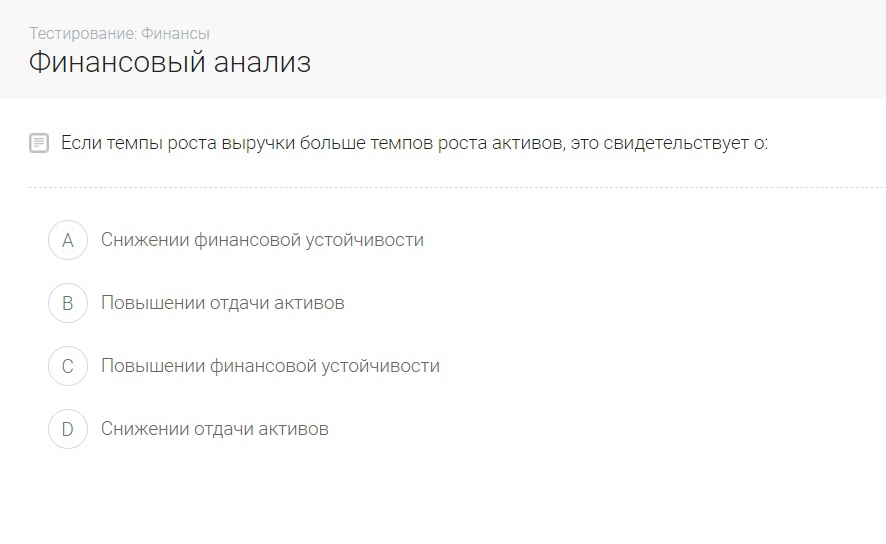 Тестирование: Финансы
Финансовый анализ
Если темпы роста выручки больше темпов роста активов, это свидетельствует о:
A Снижении финансовой устойчивости
B Повышении отдачи активов
C Повышении финансовой устойчивости
D Снижении отдачи активов